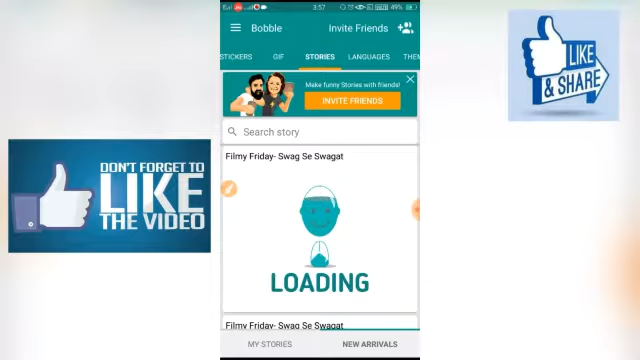 3:57
49%
Bobble
Invite Friends
STICKERS
GIF
STORIES
LANGUAGES
THEM
Make funny Stories with friends!
INVITE FRIENDS
Search story
Filmy Friday- Swag Se Swagat
LOADING
Filmy Friday- Swag Se Swagat
MY STORIES
NEW ARRIVALS
DON'T FORGET TO
LIKE
THE VIDEO
LIKE
& SHARE